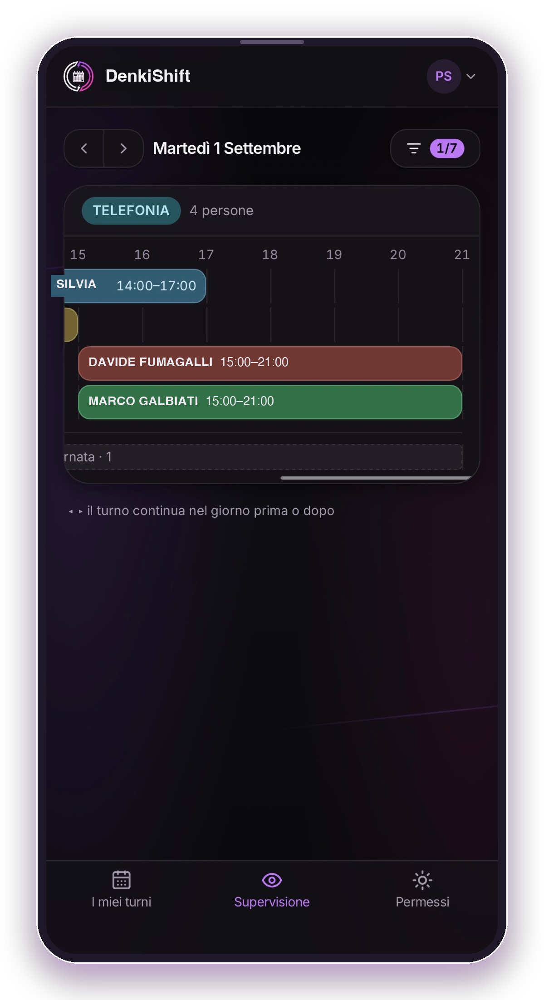 DenkiShift
PS
Martedì 1 Settembre
1/7
TELEFONIA 4 persone
15 16 17 18 19 20 21
SILVIA 14:00–17:00
DAVIDE FUMAGALLI 15:00–21:00
MARCO GALBIATI 15:00–21:00
rnata · 1
il turno continua nel giorno prima o dopo
I miei turni Supervisione Permessi